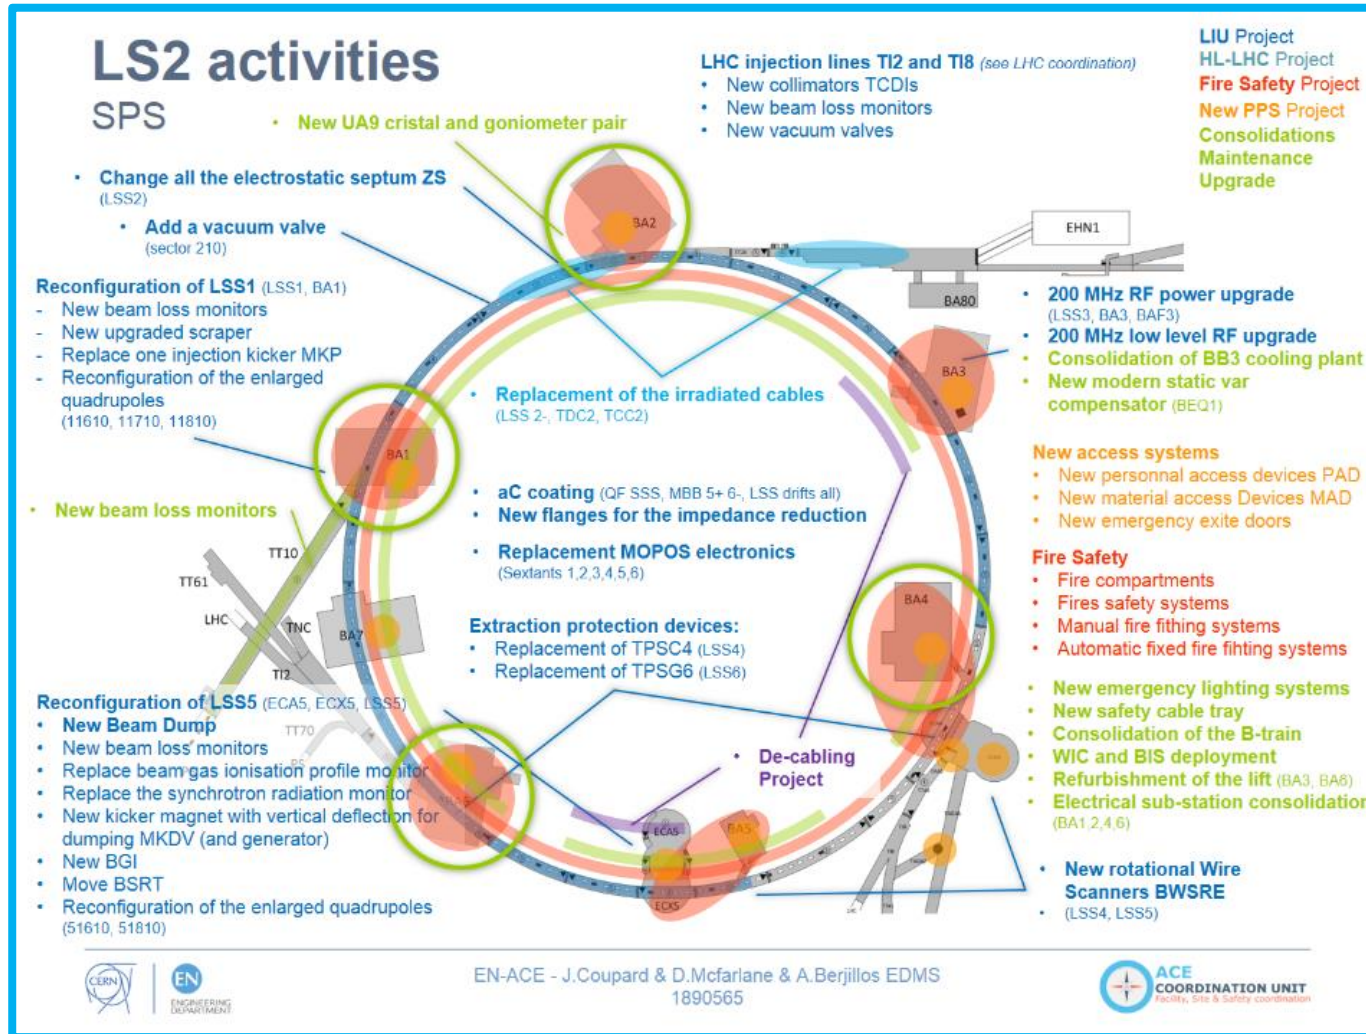 LS2 activities
SPS
• New UA9 cristal and goniometer pair
• Change all the electrostatic septum ZS
(LSS2)
• Add a vacuum valve
(sector 210)
Reconfiguration of LSS1 (LSS1, BA1)
- New beam loss monitors
- New upgraded scraper
- Replace one injection kicker MKP
- Reconfiguration of the enlarged
quadrupoles
(11610, 11710, 11810)
• New beam loss monitors
LHC injection lines TI2 and TI8 (see LHC coordination)
• New collimators TCDIs
• New beam loss monitors
• New vacuum valves
LIU Project
HL-LHC Project
Fire Safety Project
New PPS Project
Consolidations
Maintenance
Upgrade
BA2
EHN1
BA80
BA3
BA1
BA4
BA7
BA5
ECA5
ECX5
TT10
TT61
LHC
TNC
TI2
TT70
• Replacement of the irradiated cables
(LSS 2-, TDC2, TCC2)
• aC coating (QF SSS, MBB 5+ 6-, LSS drifts all)
• New flanges for the impedance reduction
• Replacement MOPOS electronics
(Sextants 1,2,3,4,5,6)
Extraction protection devices:
• Replacement of TPSC4 (LSS4)
• Replacement of TPSG6 (LSS6)
• De-cabling
Project
• 200 MHz RF power upgrade
(LSS3, BA3, BAF3)
• 200 MHz low level RF upgrade
• Consolidation of BB3 cooling plant
• New modern static var
compensator (BEQ1)
New access systems
• New personnal access devices PAD
• New material access Devices MAD
• New emergency exite doors
Fire Safety
• Fire compartments
• Fires safety systems
• Manual fire fithing systems
• Automatic fixed fire fihting systems
• New emergency lighting systems
• New safety cable tray
• Consolidation of the B-train
• WIC and BIS deployment
• Refurbishment of the lift (BA3, BA6)
• Electrical sub-station consolidation
(BA1,2,4,6)
• New rotational Wire
Scanners BWSRE
• (LSS4, LSS5)
Reconfiguration of LSS5 (ECA5, ECX5, LSS5)
• New Beam Dump
• New beam loss monitors
• Replace beam gas ionisation profile monitor
• Replace the synchrotron radiation monitor
• New kicker magnet with vertical deflection for
dumping MKDV (and generator)
• New BGI
• Move BSRT
• Reconfiguration of the enlarged quadrupoles
(51610, 51810)
CERN
EN
ENGINEERING
DEPARTMENT
EN-ACE - J.Coupard & D.Mcfarlane & A.Berjillos EDMS
1890565
ACE
COORDINATION UNIT
Facility, Site & Safety coordination